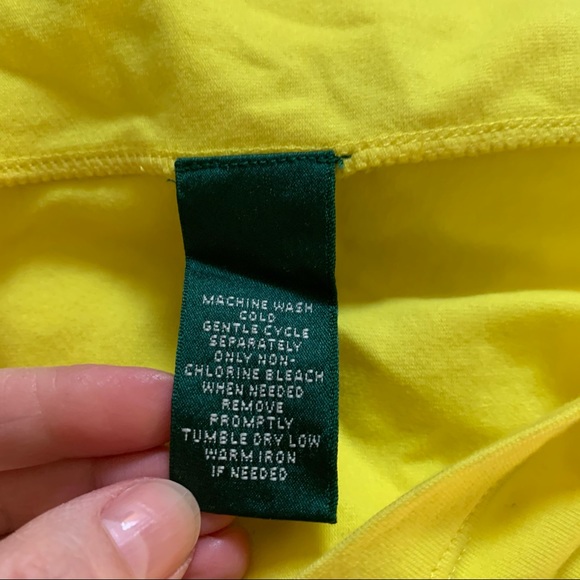 MACHINE WASH
COLD
GENTLE CYCLE
SEPARATELY
ONLY NON-
CHLORINE BLEACH
WHEN NEEDED
REMOVE
PROMPTLY
TUMBLE DRY LOW
WARM IRON
IF NEEDED